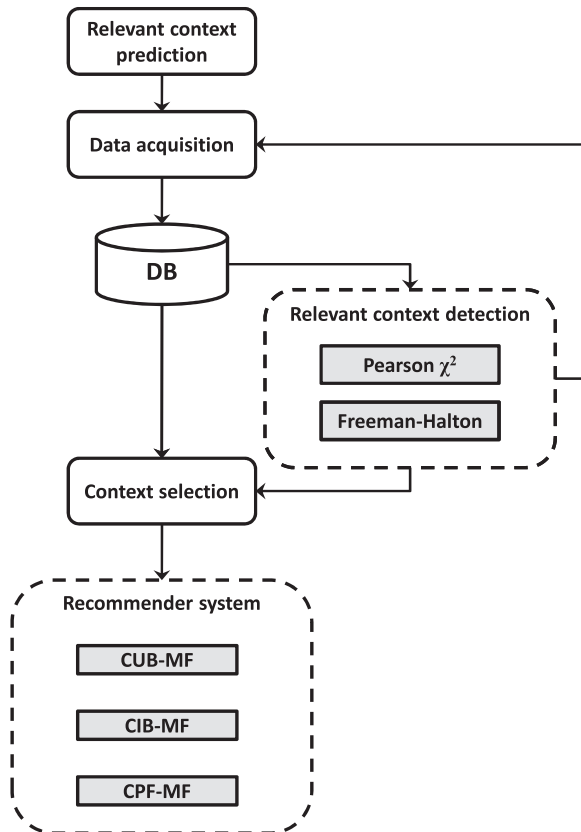 Relevant context
prediction
Data acquisition
DB
Relevant context detection
Pearson χ²
Freeman-Halton
Context selection
Recommender system
CUB-MF
CIB-MF
CPF-MF